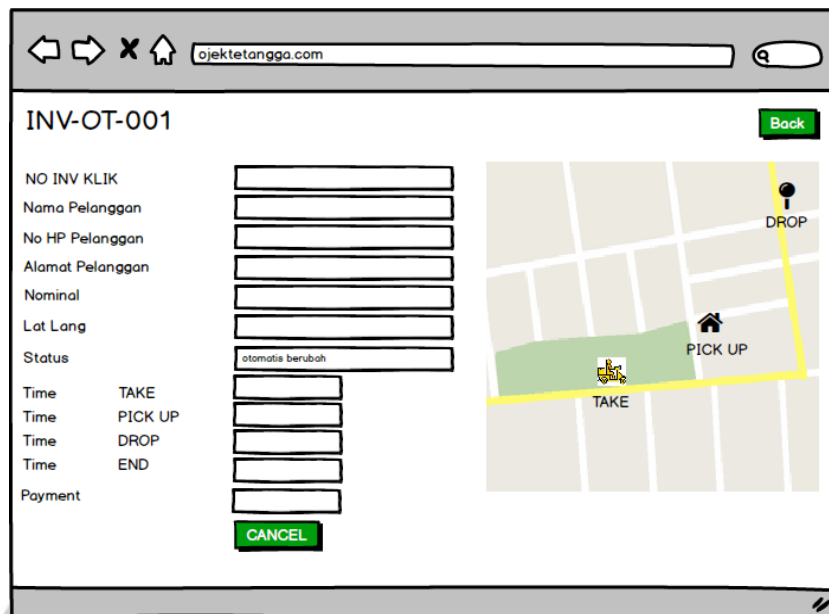 ojektetangga.com
INV-OT-001
Back
NO INV KLIK
Nama Pelanggan
No HP Pelanggan
Alamat Pelanggan
Nominal
Lat Lang
Status otomatis berubah
Time TAKE
Time PICK UP
Time DROP
Time END
Payment
CANCEL
DROP
PICK UP
TAKE